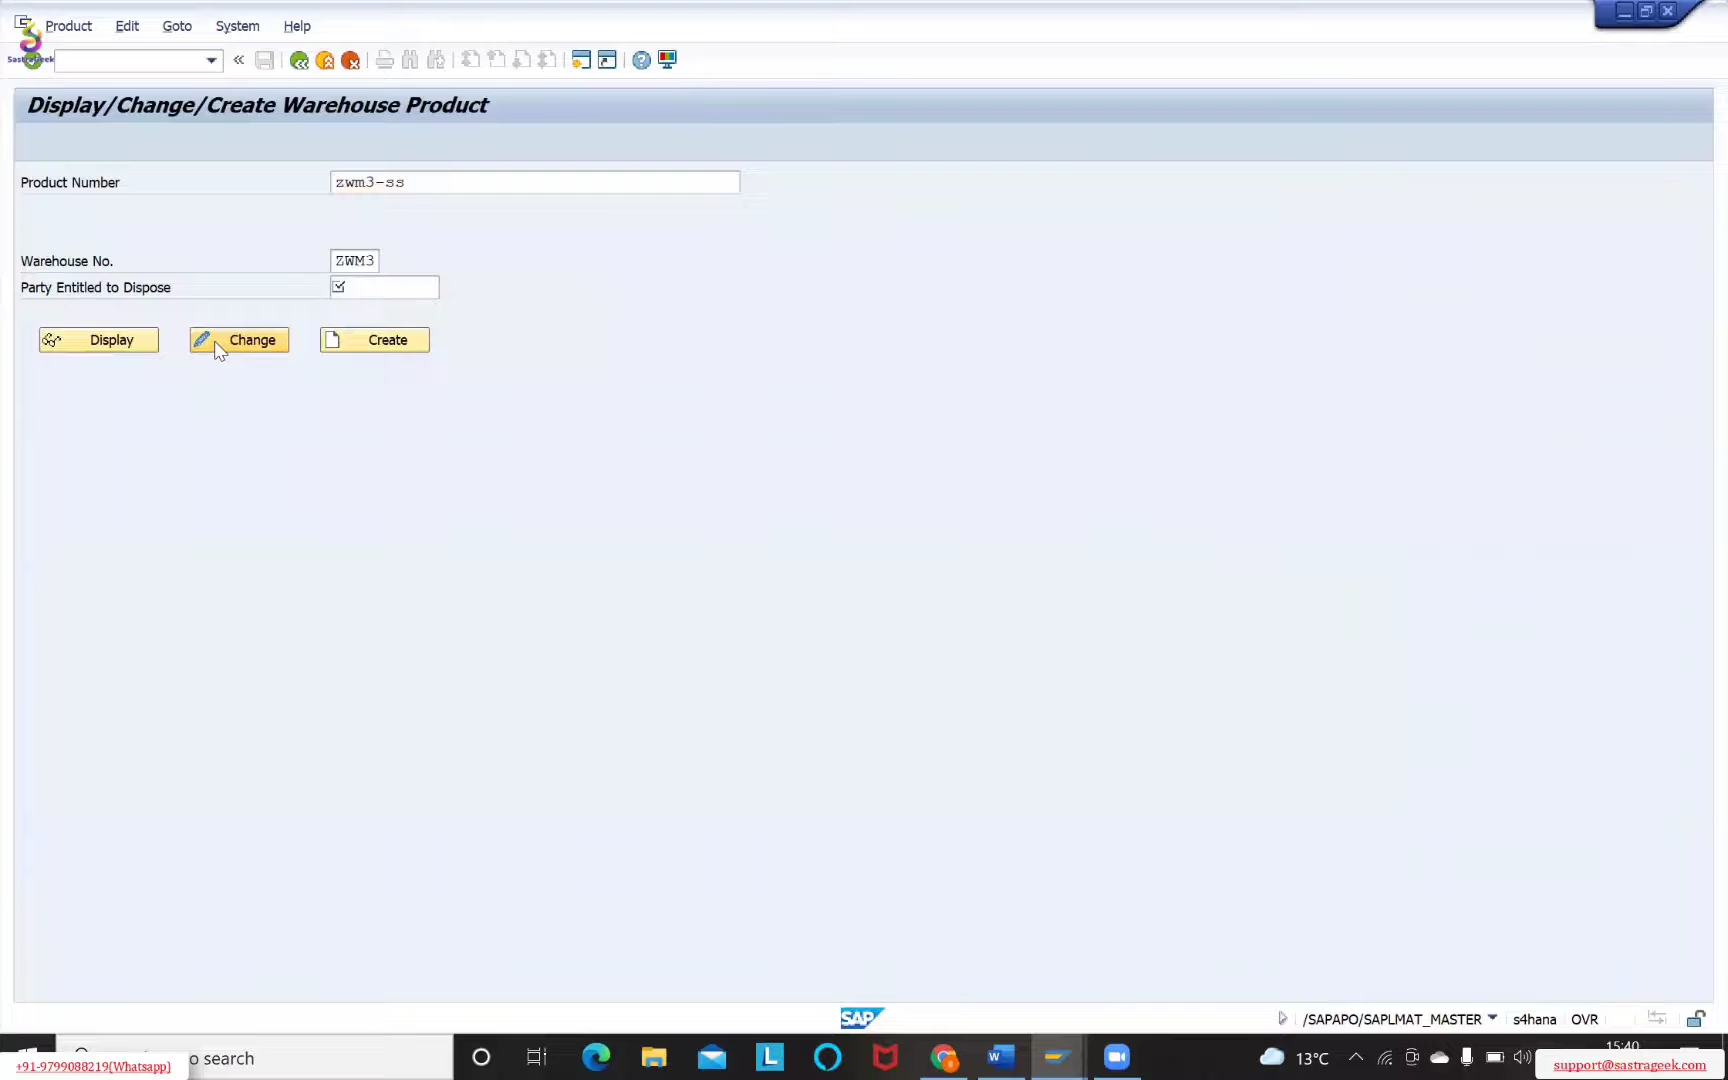 Product Edit Goto System Help
SastraGeek
Display/Change/Create Warehouse Product
Product Number zwm3-ss
Warehouse No. ZWM3
Party Entitled to Dispose
Display Change Create
SAP
/SAPAPO/SAPLMAT_MASTER s4hana OVR
o search
L
W
13°C
15:40
+91-9799088219(Whatsapp)
support@sastrageek.com